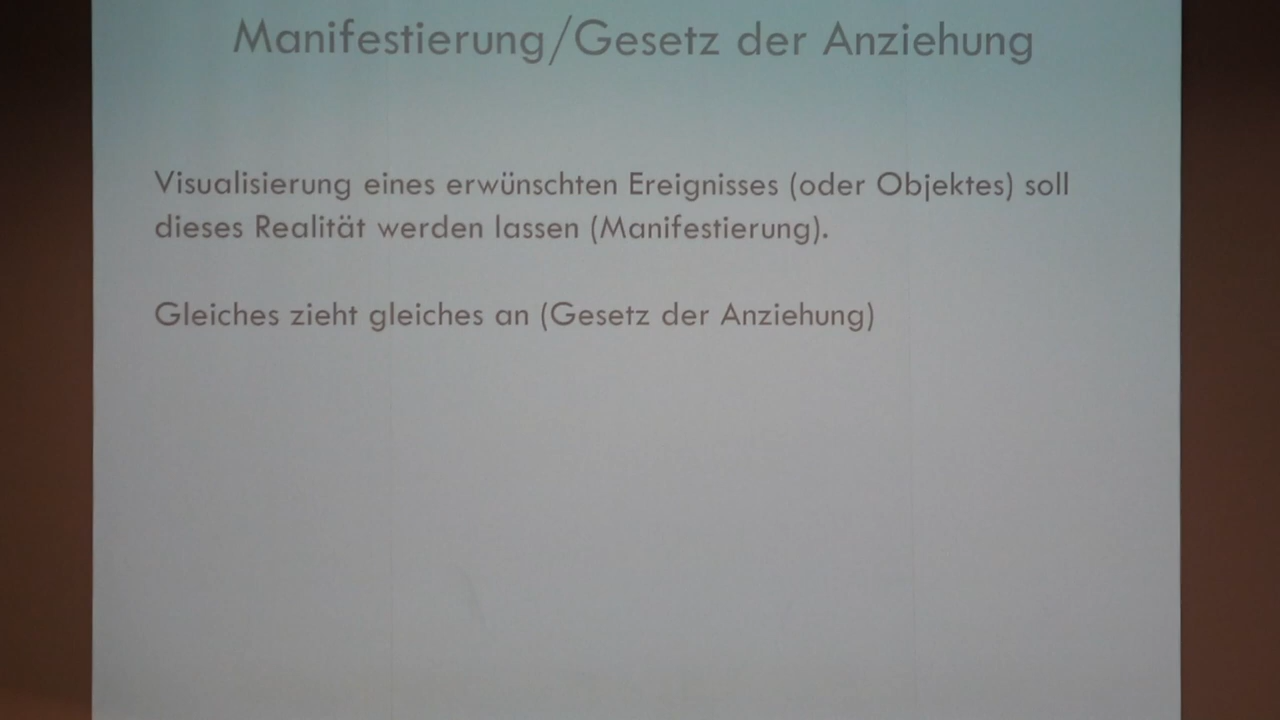 Manifestierung/Gesetz der Anziehung
Visualisierung eines erwünschten Ereignisses (oder Objektes) soll
dieses Realität werden lassen (Manifestierung).
Gleiches zieht gleiches an (Gesetz der Anziehung)